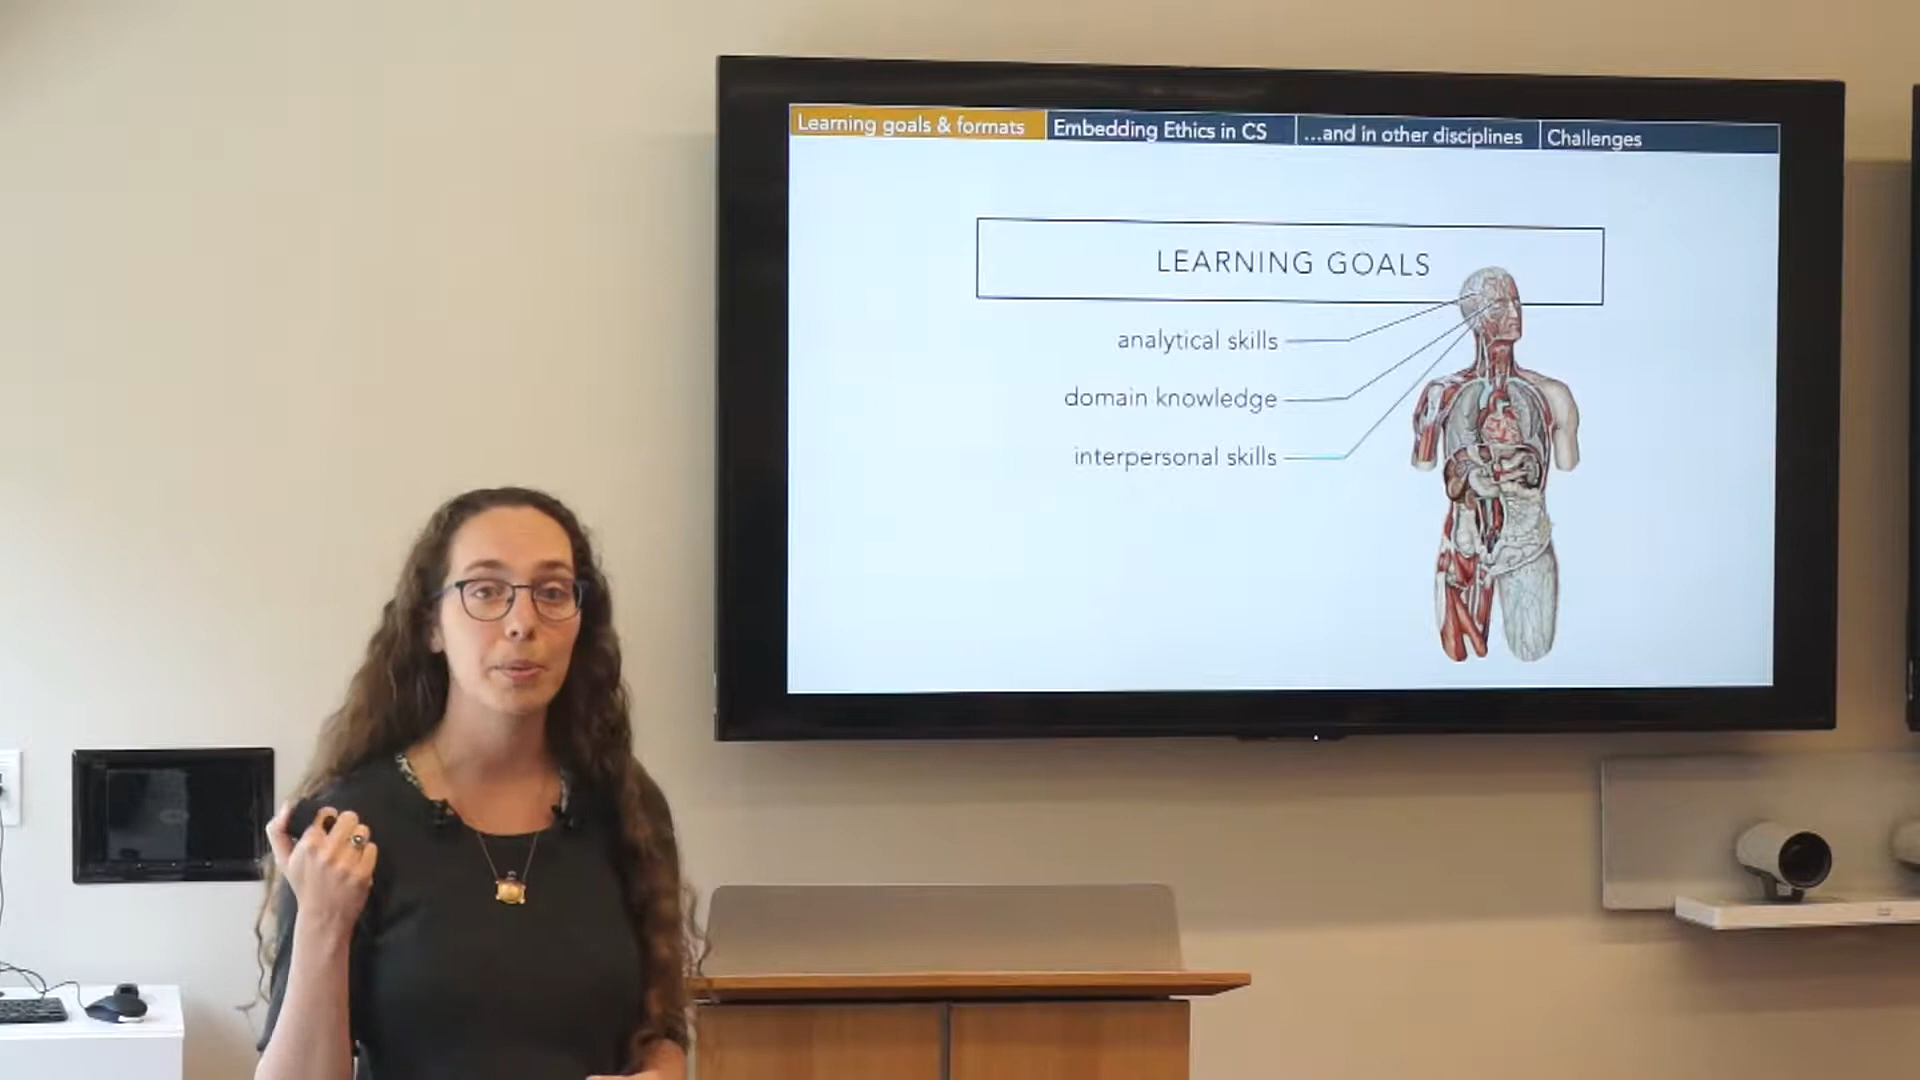 Learning goals & formats
Embedding Ethics in CS
...and in other disciplines
Challenges
LEARNING GOALS
analytical skills
domain knowledge
interpersonal skills